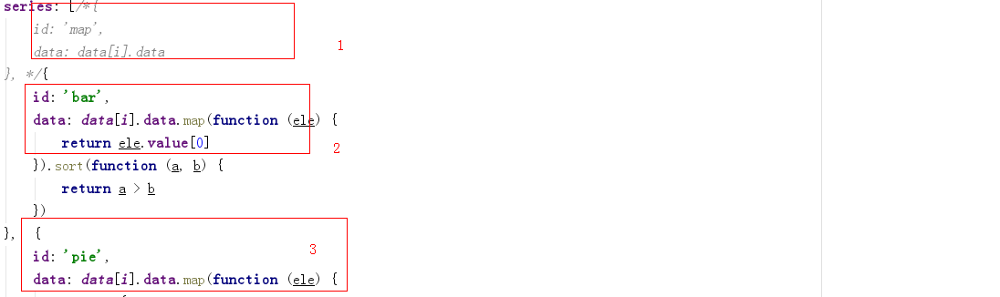 series: [/*{
id: 'map',
data: data[i].data
1
}, */{
id: 'bar',
data: data[i].data.map(function (ele) {
return ele.value[0]
2
}).sort(function (a, b) {
return a > b
})
}, {
id: 'pie',
3
data: data[i].data.map(function (ele) {